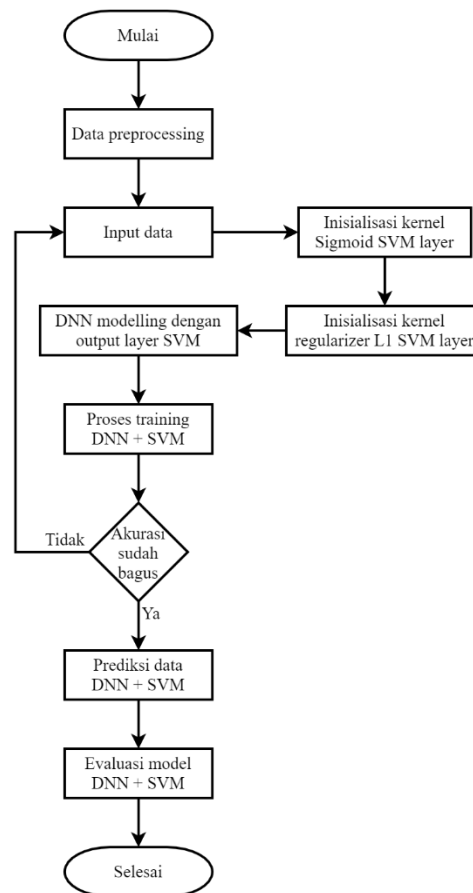 Mulai
Data preprocessing
Input data
Inisialisasi kernel
Sigmoid SVM layer
Inisialisasi kernel
regularizer L1 SVM layer
DNN modelling dengan
output layer SVM
Proses training
DNN + SVM
Akurasi
sudah
bagus
Tidak
Ya
Prediksi data
DNN + SVM
Evaluasi model
DNN + SVM
Selesai